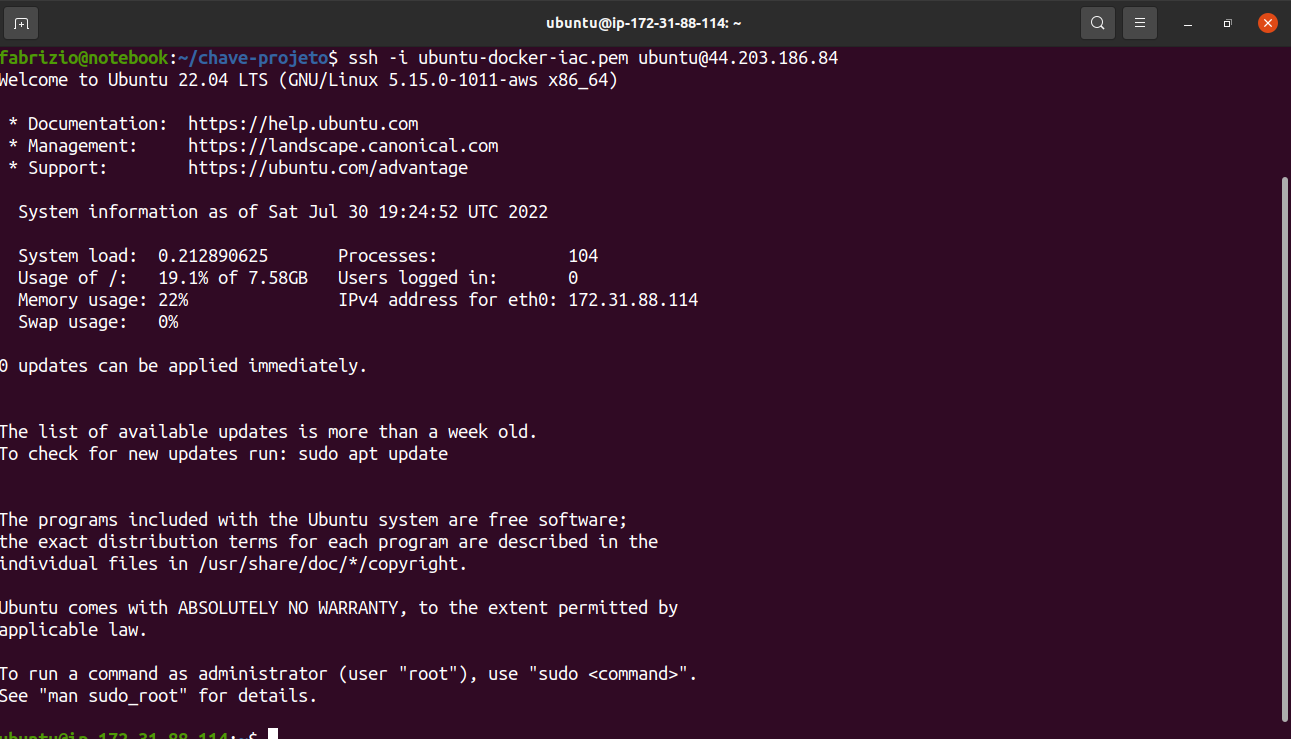 ubuntu@ip-172-31-88-114: ~
fabrizio@notebook:~/chave-projeto$ ssh -i ubuntu-docker-iac.pem ubuntu@44.203.186.84
Welcome to Ubuntu 22.04 LTS (GNU/Linux 5.15.0-1011-aws x86_64)
* Documentation:  https://help.ubuntu.com
* Management:     https://landscape.canonical.com
* Support:        https://ubuntu.com/advantage
System information as of Sat Jul 30 19:24:52 UTC 2022
System load:  0.212890625       Processes:             104
Usage of /:   19.1% of 7.58GB   Users logged in:       0
Memory usage: 22%               IPv4 address for eth0: 172.31.88.114
Swap usage:   0%
0 updates can be applied immediately.
The list of available updates is more than a week old.
To check for new updates run: sudo apt update
The programs included with the Ubuntu system are free software;
the exact distribution terms for each program are described in the
individual files in /usr/share/doc/*/copyright.
Ubuntu comes with ABSOLUTELY NO WARRANTY, to the extent permitted by
applicable law.
To run a command as administrator (user "root"), use "sudo <command>".
See "man sudo_root" for details.
ubuntu@ip-172-31-88-114:~$